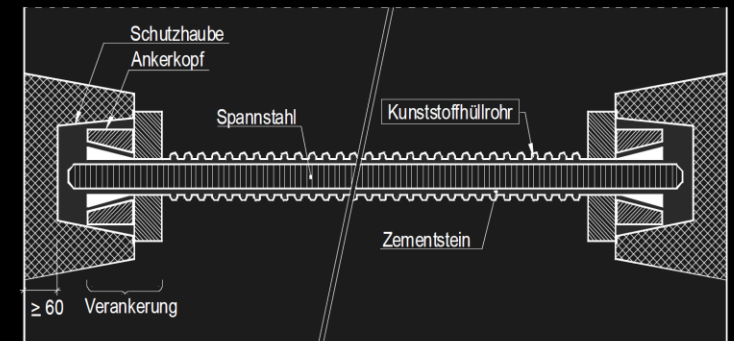 Schutzhaube
Ankerkopf
Spannstahl
Kunststoffhüllrohr
Zementstein
≥ 60
Verankerung